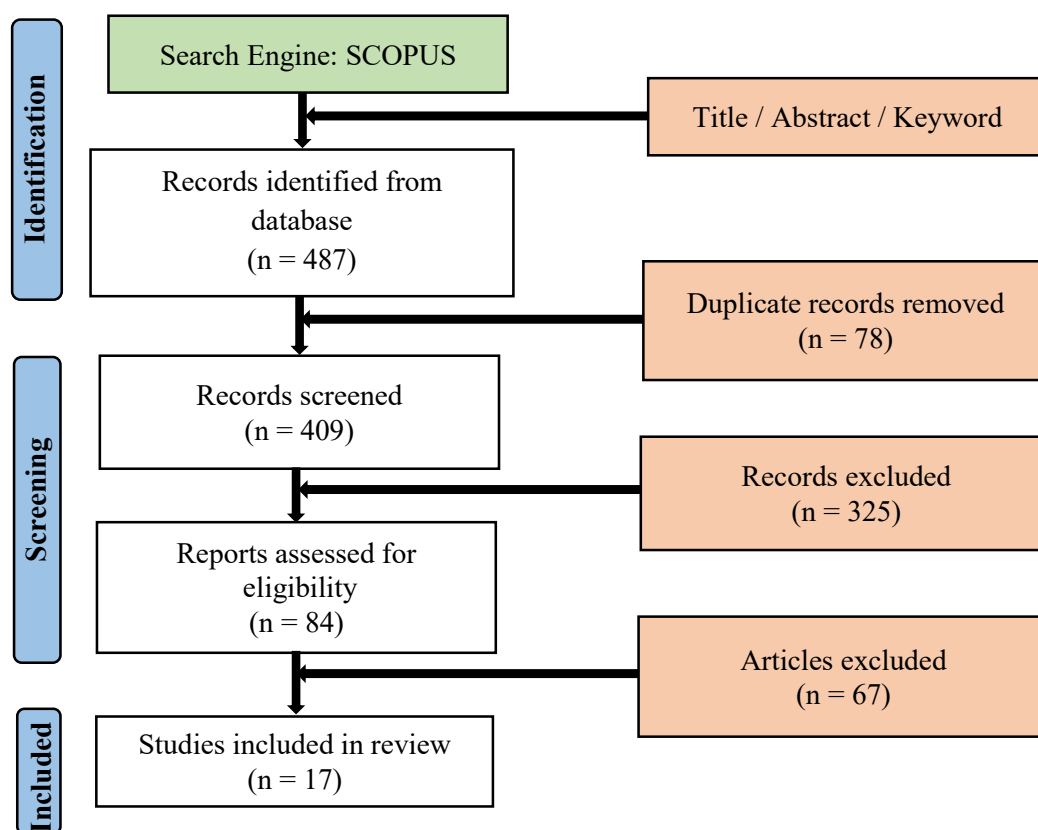 Identification
Search Engine: SCOPUS
Title / Abstract / Keyword
Records identified from
database
(n = 487)
Duplicate records removed
(n = 78)
Screening
Records screened
(n = 409)
Records excluded
(n = 325)
Reports assessed for
eligibility
(n = 84)
Articles excluded
(n = 67)
Included
Studies included in review
(n = 17)